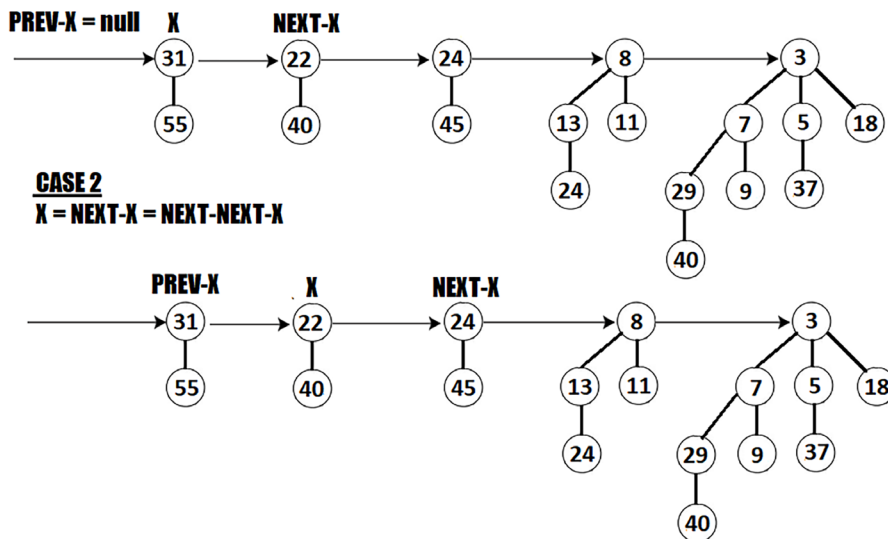 PREV-X = null X NEXT-X
31 22 24 8 3
55 40 45 13 11 7 5 18
24 29 9 37
40
CASE 2
X = NEXT-X = NEXT-NEXT-X
PREV-X X NEXT-X
31 22 24 8 3
55 40 45 13 11 7 5 18
24 29 9 37
40